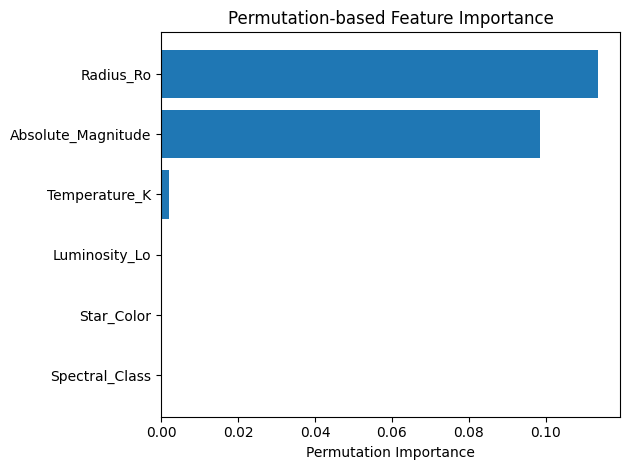 Permutation-based Feature Importance
Radius_Ro
Absolute_Magnitude
Temperature_K
Luminosity_Lo
Star_Color
Spectral_Class
0.00 0.02 0.04 0.06 0.08 0.10
Permutation Importance